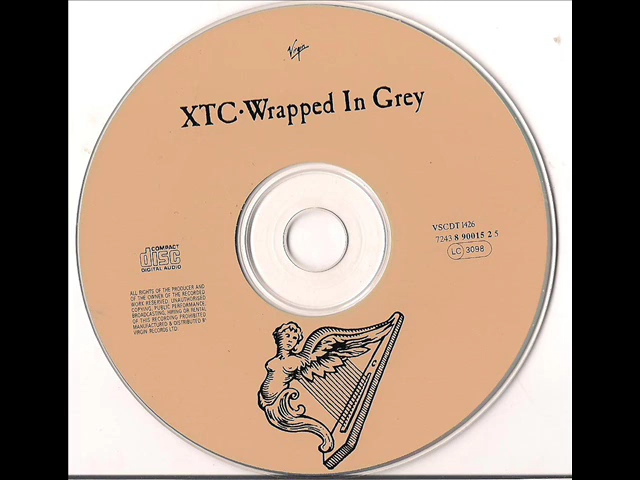 Virgin
XTC·Wrapped In Grey
VSCDT 1426
7243 8 90015 2 5
LC 3098
COMPACT
disc
DIGITAL AUDIO
ALL RIGHTS OF THE PRODUCER AND
OF THE OWNER OF THE RECORDED
WORK RESERVED. UNAUTHORISED
COPYING, PUBLIC PERFORMANCE,
BROADCASTING, HIRING OR RENTAL
OF THIS RECORDING PROHIBITED
MANUFACTURED & DISTRIBUTED BY
VIRGIN RECORDS LTD